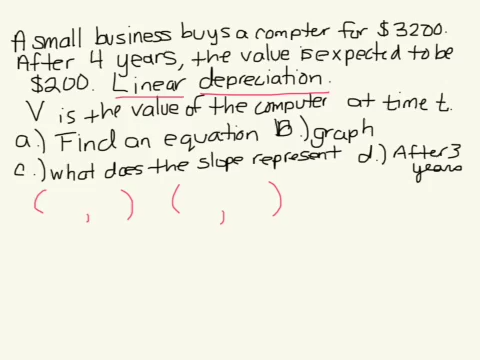 A small business buys a compter for $3200.
After 4 years, the value is expected to be
$200. Linear depreciation.
V is the value of the computer at time t.
a.) Find an equation b.) graph
c.) what does the slope represent d.) After 3
years
( , ) ( , )